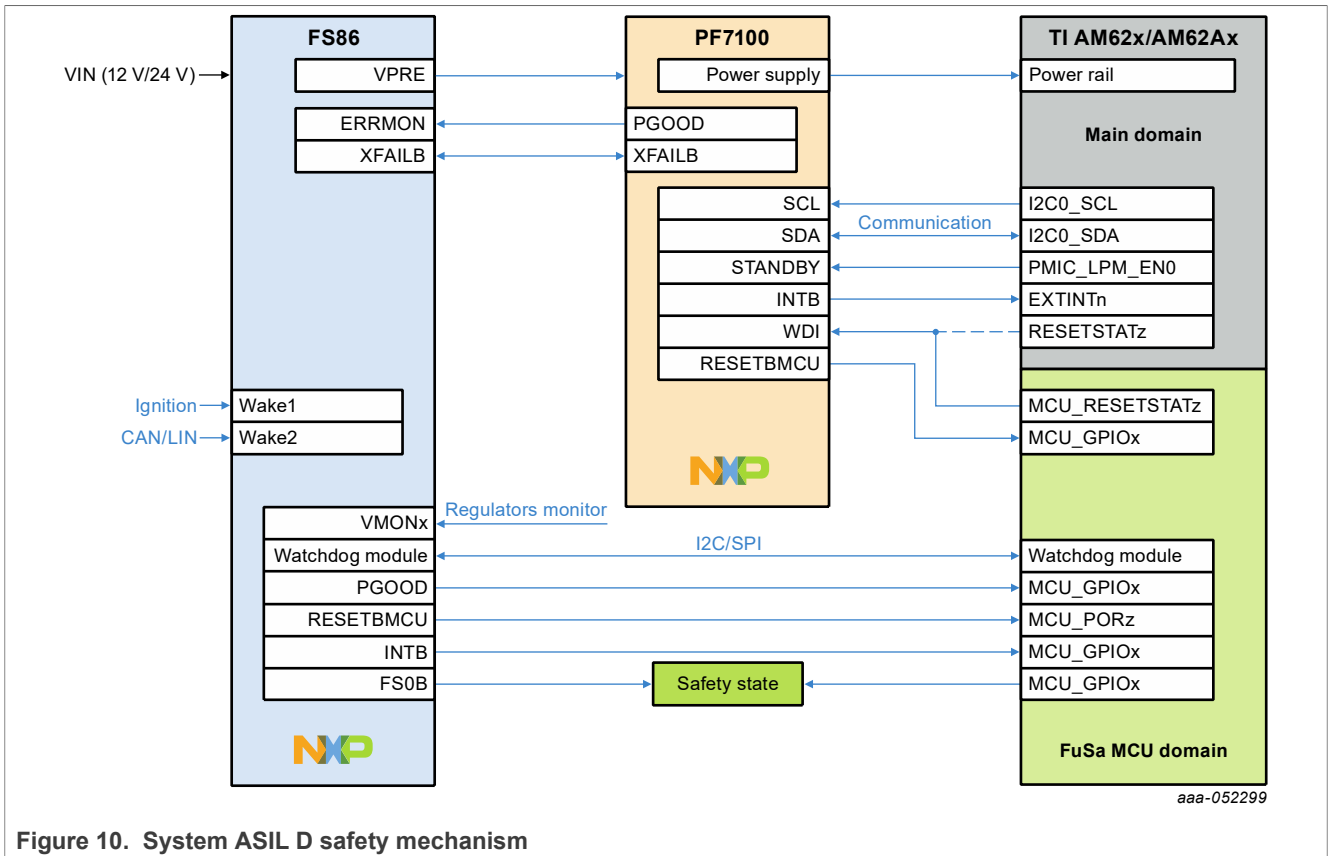 FS86
PF7100
TI AM62x/AM62Ax
VIN (12 V/24 V)
VPRE
Power supply
Power rail
ERRMON
PGOOD
Main domain
XFAILB
XFAILB
SCL
Communication
I2C0_SCL
SDA
I2C0_SDA
STANDBY
PMIC_LPM_EN0
INTB
EXTINTn
WDI
RESETSTATz
RESETBMCU
Ignition
Wake1
MCU_RESETSTATz
CAN/LIN
Wake2
MCU_GPIOx
NXP
VMONx
Regulators monitor
Watchdog module
I2C/SPI
Watchdog module
PGOOD
MCU_GPIOx
RESETBMCU
MCU_PORz
INTB
MCU_GPIOx
FS0B
Safety state
MCU_GPIOx
NXP
FuSa MCU domain
aaa-052299
Figure 10. System ASIL D safety mechanism